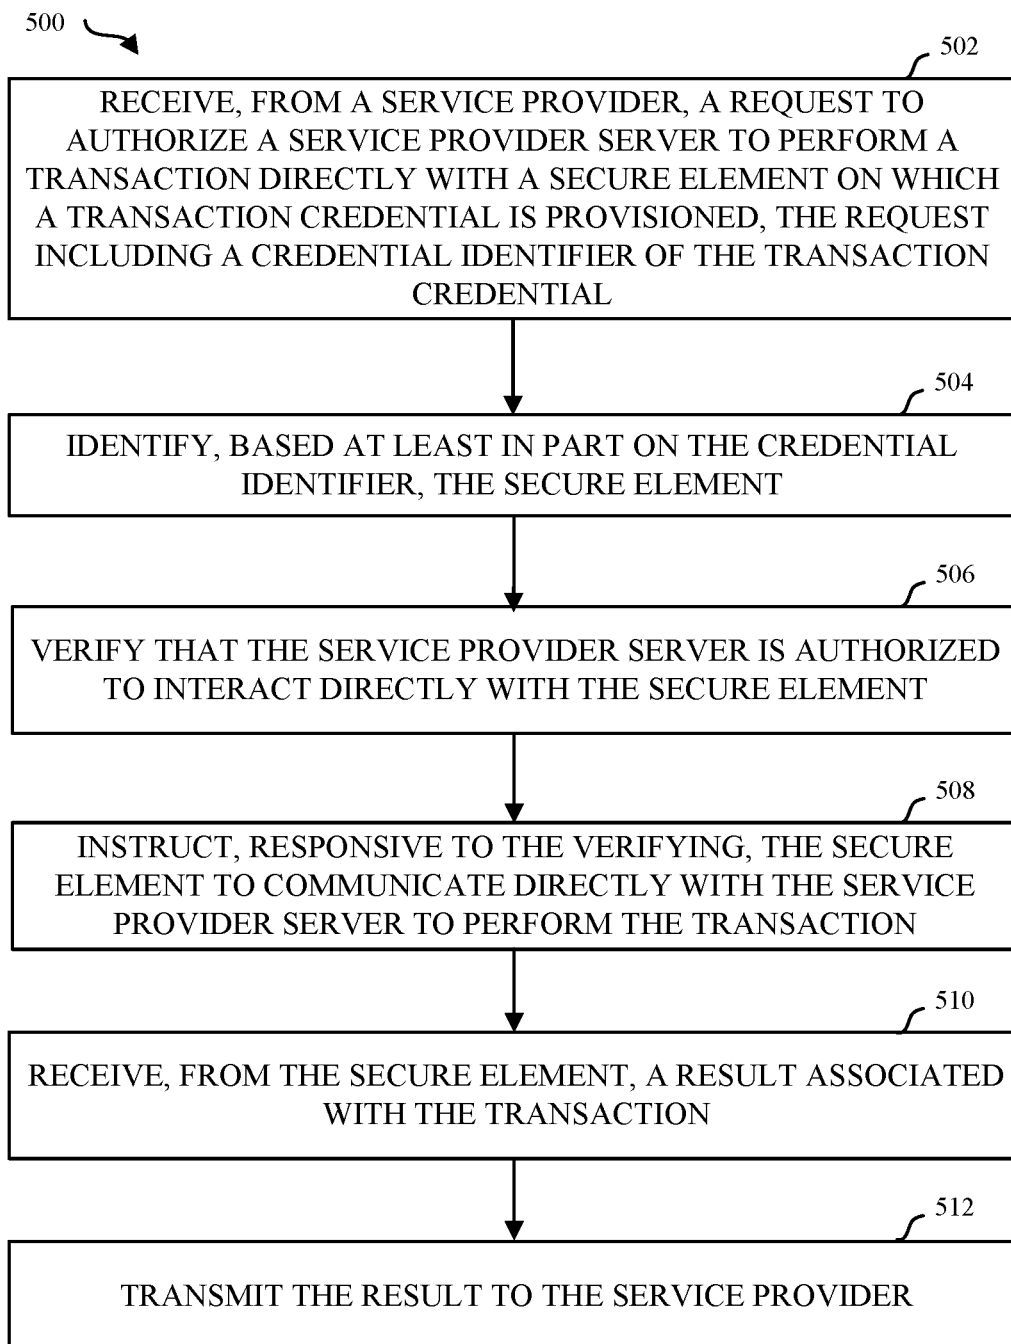 500
502
RECEIVE, FROM A SERVICE PROVIDER, A REQUEST TO
AUTHORIZE A SERVICE PROVIDER SERVER TO PERFORM A
TRANSACTION DIRECTLY WITH A SECURE ELEMENT ON WHICH
A TRANSACTION CREDENTIAL IS PROVISIONED, THE REQUEST
INCLUDING A CREDENTIAL IDENTIFIER OF THE TRANSACTION
CREDENTIAL
504
IDENTIFY, BASED AT LEAST IN PART ON THE CREDENTIAL
IDENTIFIER, THE SECURE ELEMENT
506
VERIFY THAT THE SERVICE PROVIDER SERVER IS AUTHORIZED
TO INTERACT DIRECTLY WITH THE SECURE ELEMENT
508
INSTRUCT, RESPONSIVE TO THE VERIFYING, THE SECURE
ELEMENT TO COMMUNICATE DIRECTLY WITH THE SERVICE
PROVIDER SERVER TO PERFORM THE TRANSACTION
510
RECEIVE, FROM THE SECURE ELEMENT, A RESULT ASSOCIATED
WITH THE TRANSACTION
512
TRANSMIT THE RESULT TO THE SERVICE PROVIDER